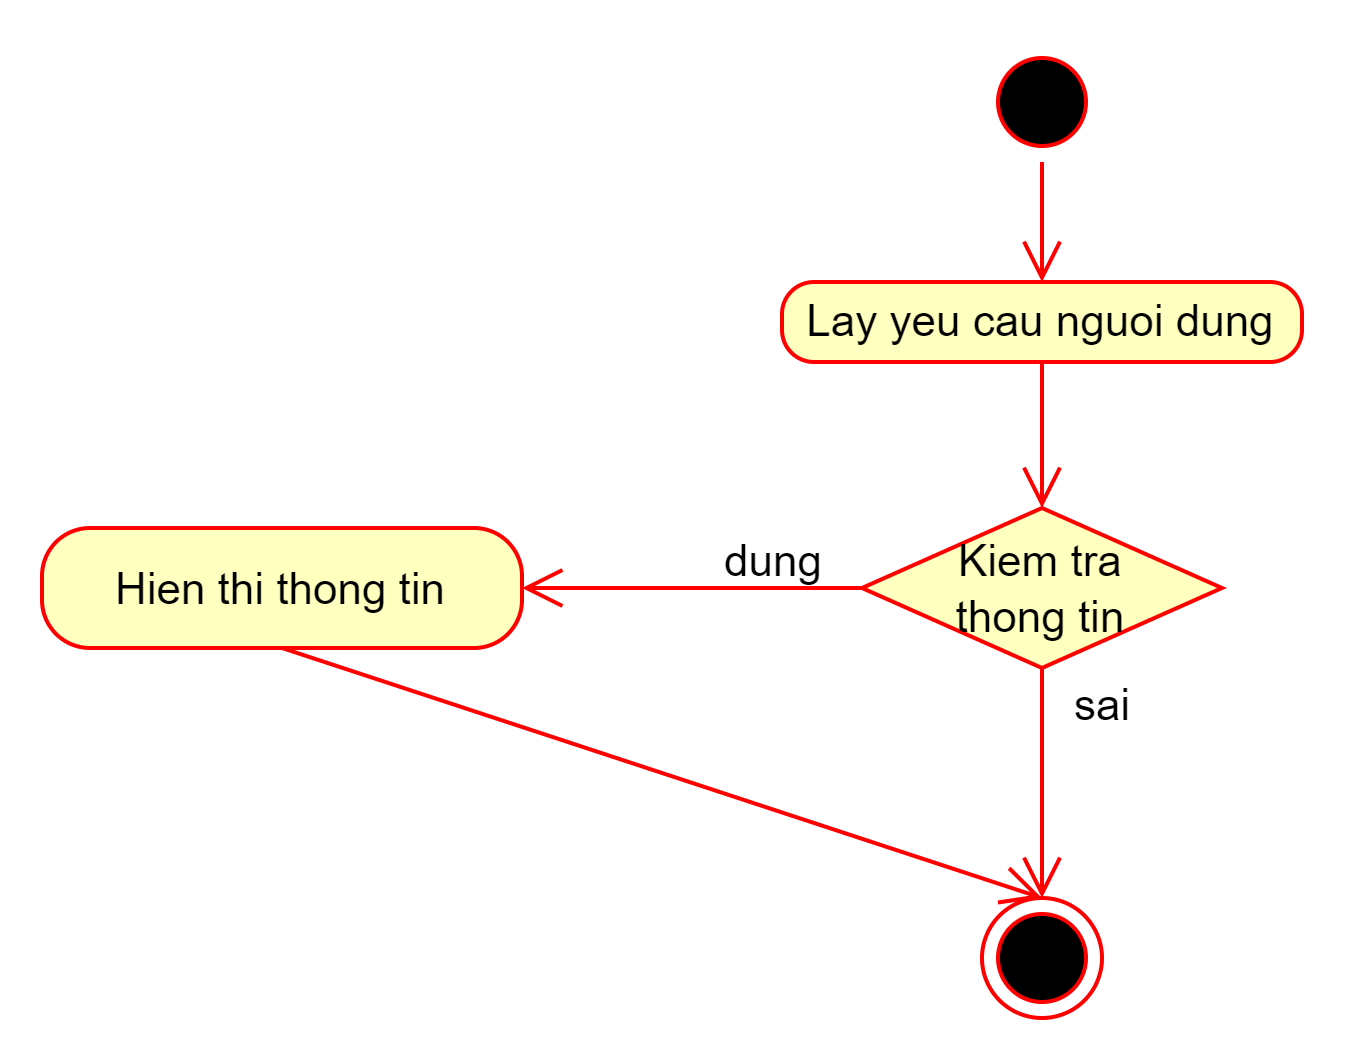 Lay yeu cau nguoi dung
Kiem tra
thong tin
dung
Hien thi thong tin
sai